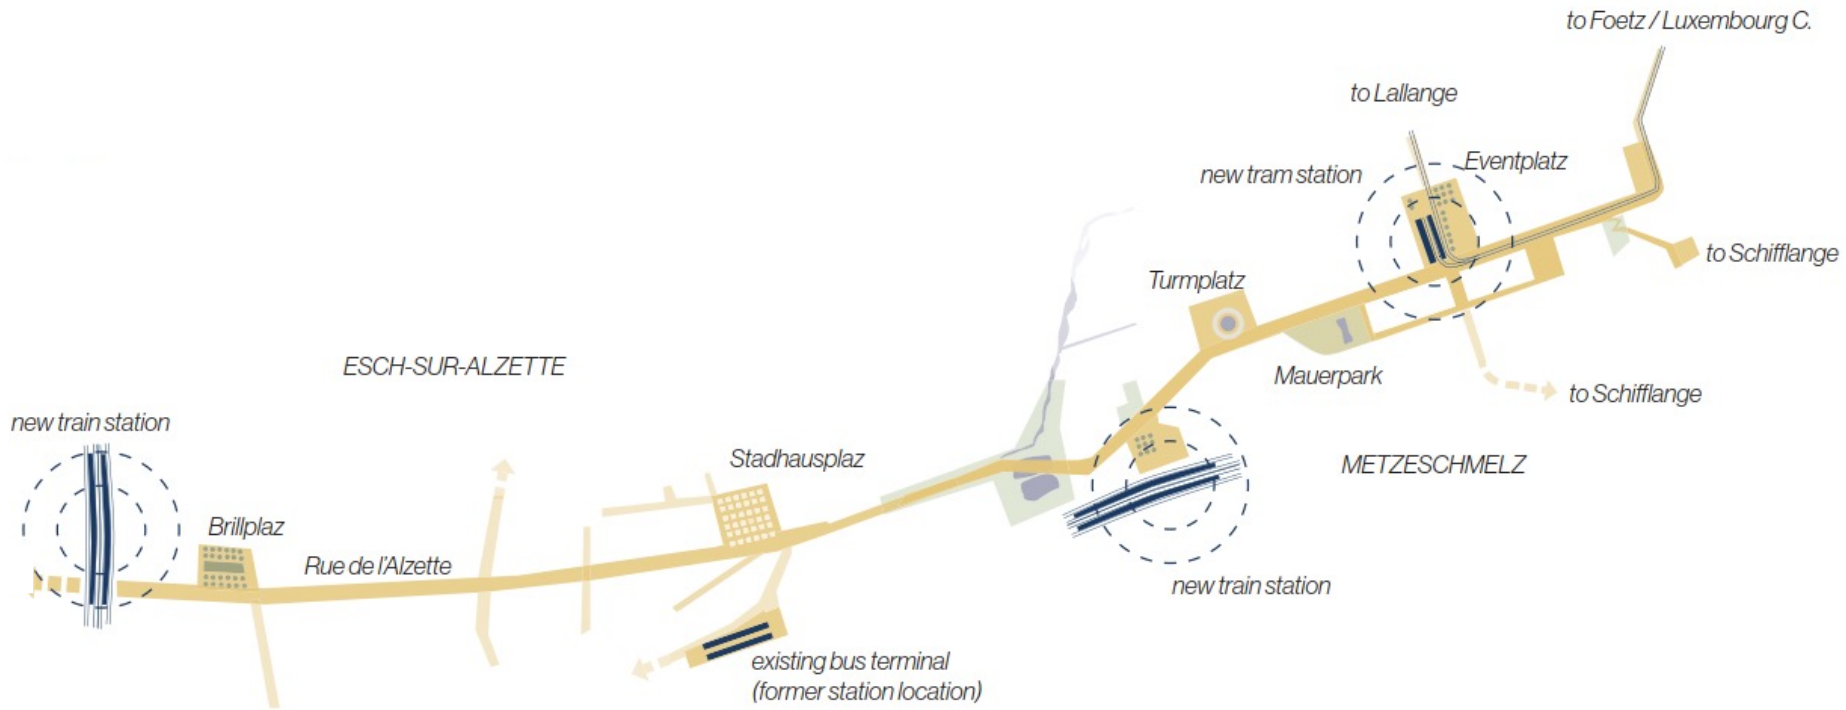 to Foetz / Luxembourg C.
to Lallange
Eventplatz
new tram station
to Schifflange
Turmplatz
ESCH-SUR-ALZETTE
Mauerpark
to Schifflange
new train station
Stadhausplaz
METZESCHMELZ
Brillplaz
Rue de l'Alzette
new train station
existing bus terminal
(former station location)